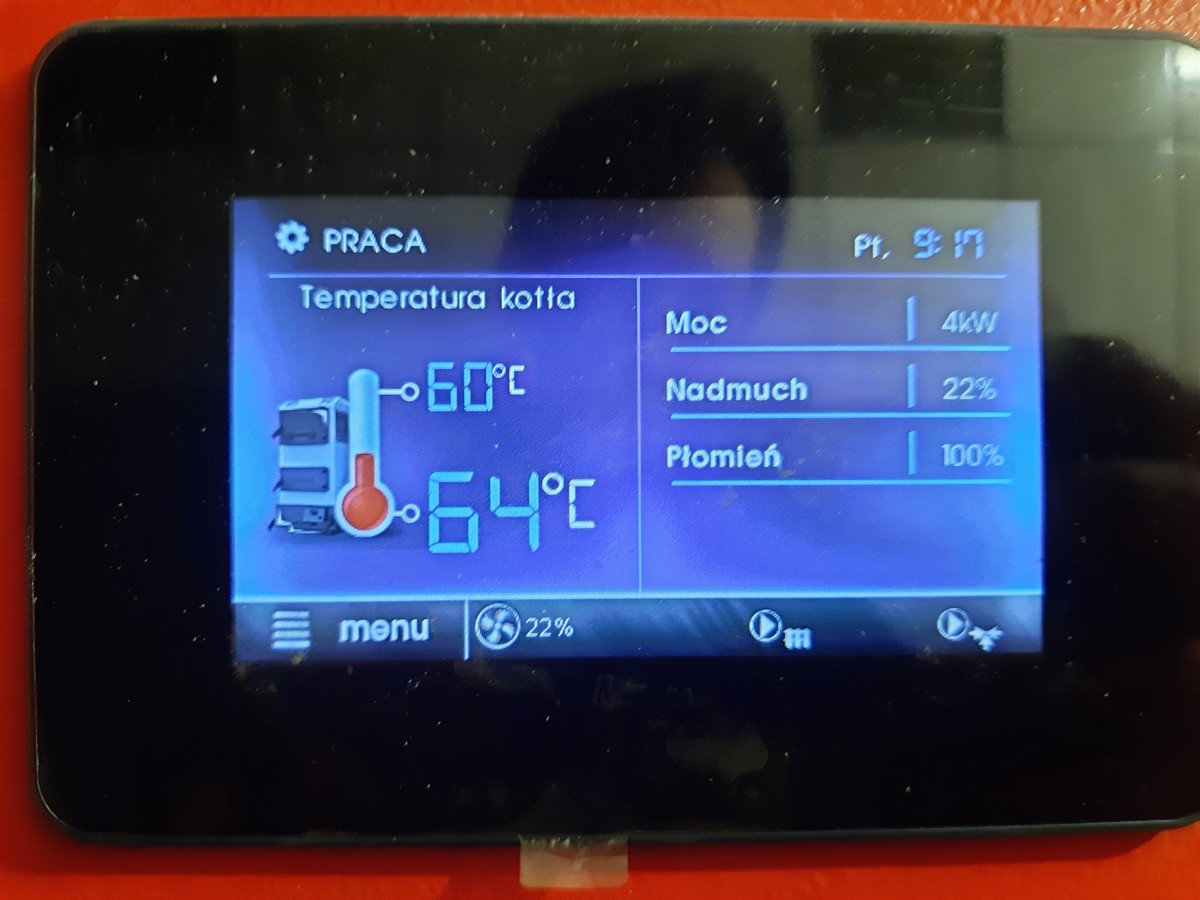 PRACA
Pt, 9:17
Temperatura kotła
60°C
64°C
Moc 4kW
Nadmuch 22%
Płomień 100%
menu 22%